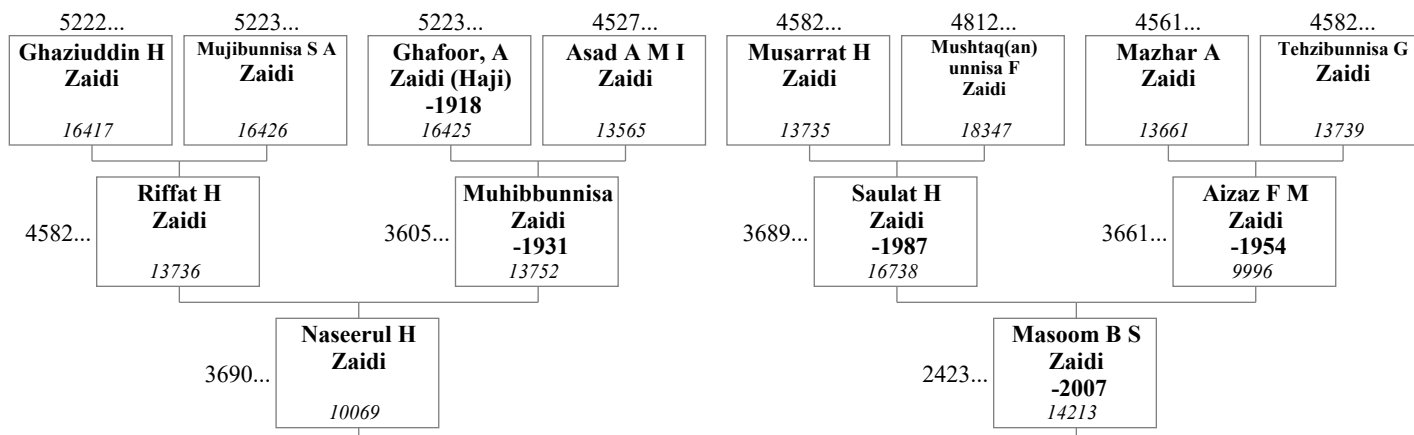 5222...
5223...
5223...
4527...
4582...
4812...
4561...
4582...
Ghaziuddin H
Zaidi
16417
Mujibunnisa S A
Zaidi
16426
Ghafoor, A
Zaidi (Haji)
-1918
16425
Asad A M I
Zaidi
13565
Musarrat H
Zaidi
13735
Mushtaq(an)
unnisa F
Zaidi
18347
Mazhar A
Zaidi
13661
Tehzibunnisa G
Zaidi
13739
4582...
Riffat H
Zaidi
13736
3605...
Muhibbunnisa
Zaidi
-1931
13752
3689...
Saulat H
Zaidi
-1987
16738
3661...
Aizaz F M
Zaidi
-1954
9996
3690...
Naseerul H
Zaidi
10069
2423...
Masoom B S
Zaidi
-2007
14213